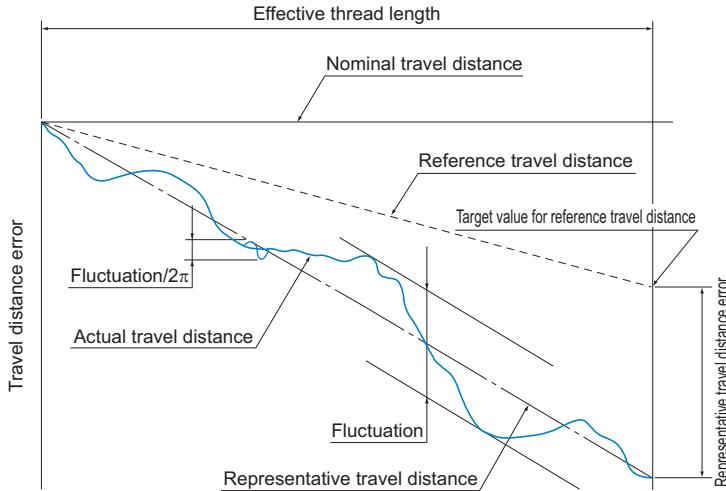 Effective thread length
Nominal travel distance
Reference travel distance
Target value for reference travel distance
Fluctuation/2π
Actual travel distance
Travel distance error
Fluctuation
Representative travel distance
Representative travel distance error